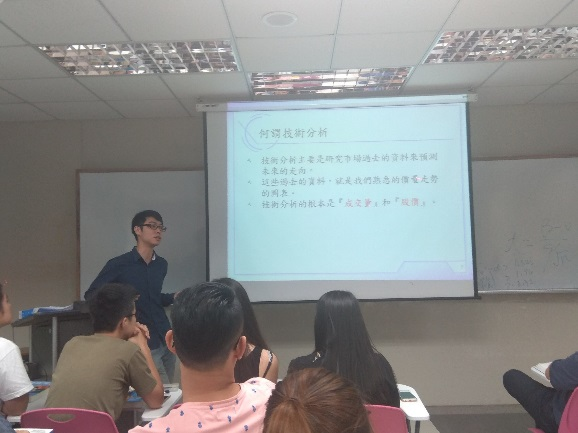 何謂技術分析
技術分析主要是研究市場過去的資料來預測
未來的走向。
這些過去的資料，就是我們熟悉的價量走勢
的圖表。
技術分析的根本是『成交量』和『股價』。